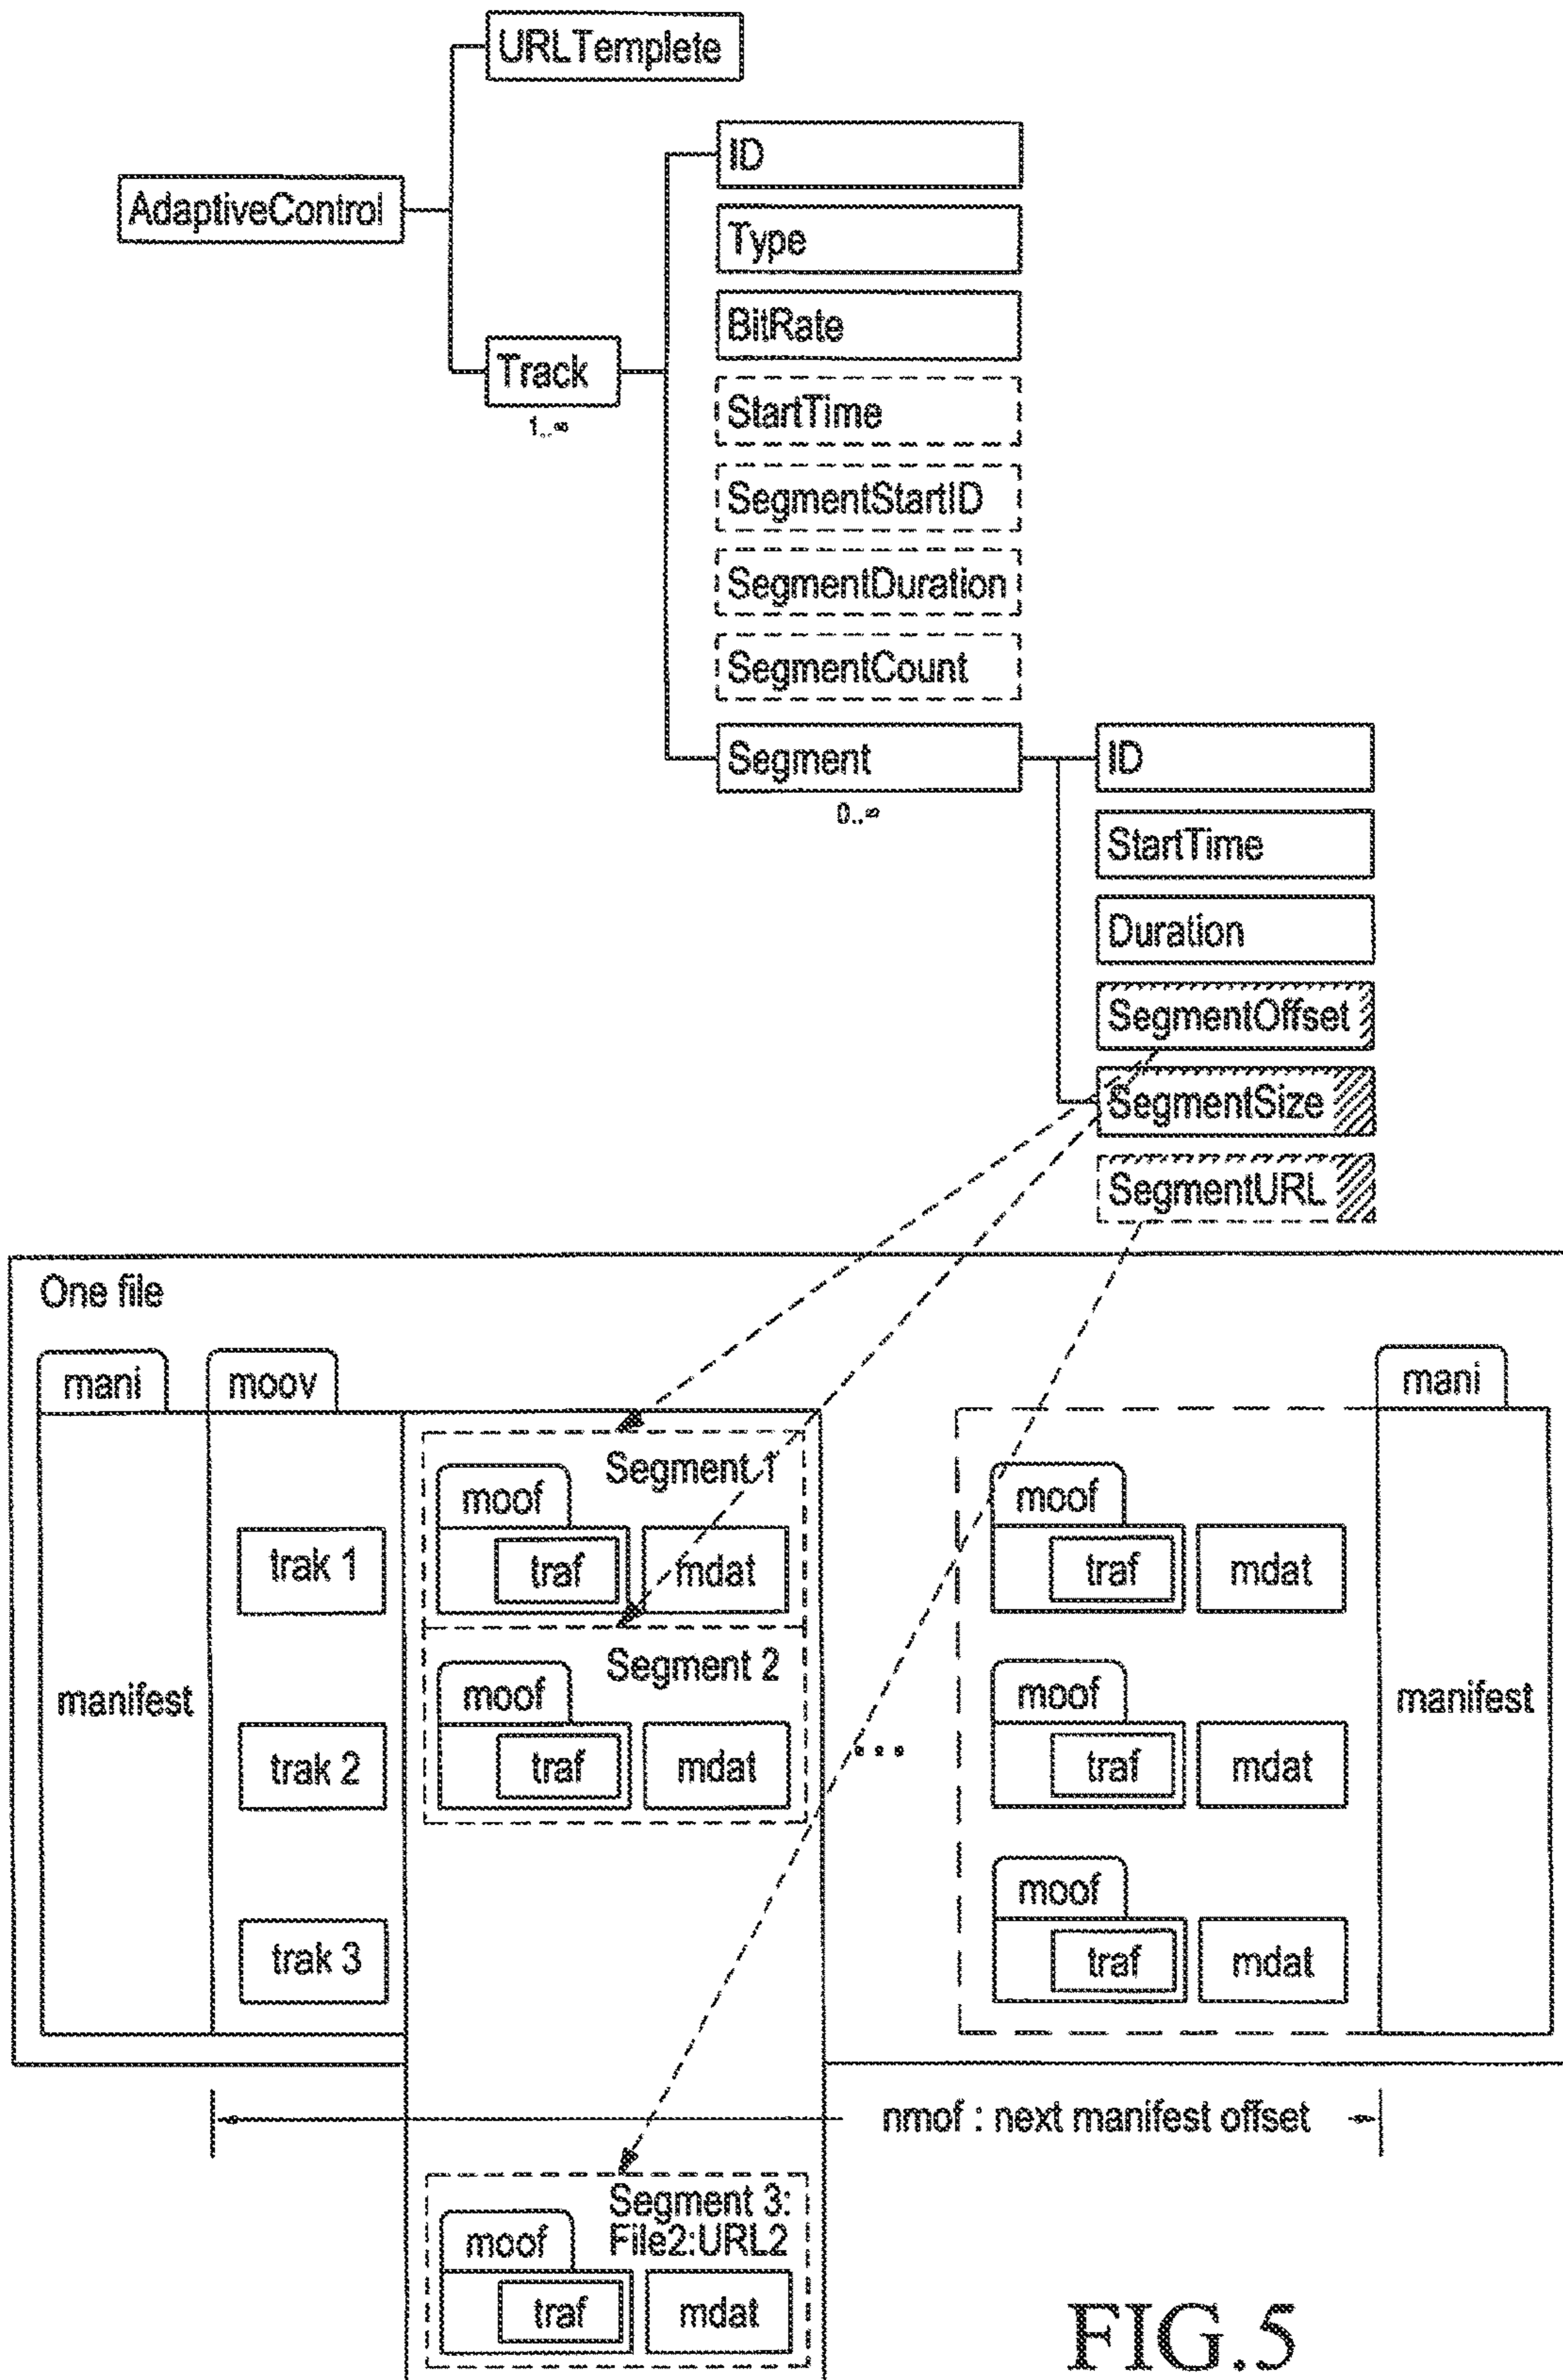 URLTemplete
ID
AdaptiveControl
Type
BitRate
Track
1..∞
StartTime
SegmentStartID
SegmentDuration
SegmentCount
Segment
0..∞
ID
StartTime
Duration
SegmentOffset
SegmentSize
SegmentURL
One file
mani
moov
mani
Segment 1
moof
moof
trak 1
traf
mdat
traf
mdat
Segment 2
moof
moof
manifest
manifest
trak 2
traf
mdat
...
traf
mdat
moof
trak 3
traf
mdat
nmof : next manifest offset
Segment 3:
File2:URL2
moof
traf
mdat
FIG.5